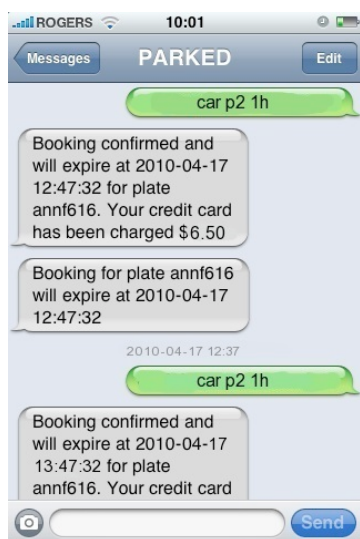 ROGERS 10:01
Messages PARKED Edit
car p2 1h
Booking confirmed and
will expire at 2010-04-17
12:47:32 for plate
annf616. Your credit card
has been charged $6.50
Booking for plate annf616
will expire at 2010-04-17
12:47:32
2010-04-17 12:37
car p2 1h
Booking confirmed and
will expire at 2010-04-17
13:47:32 for plate
annf616. Your credit card
Send